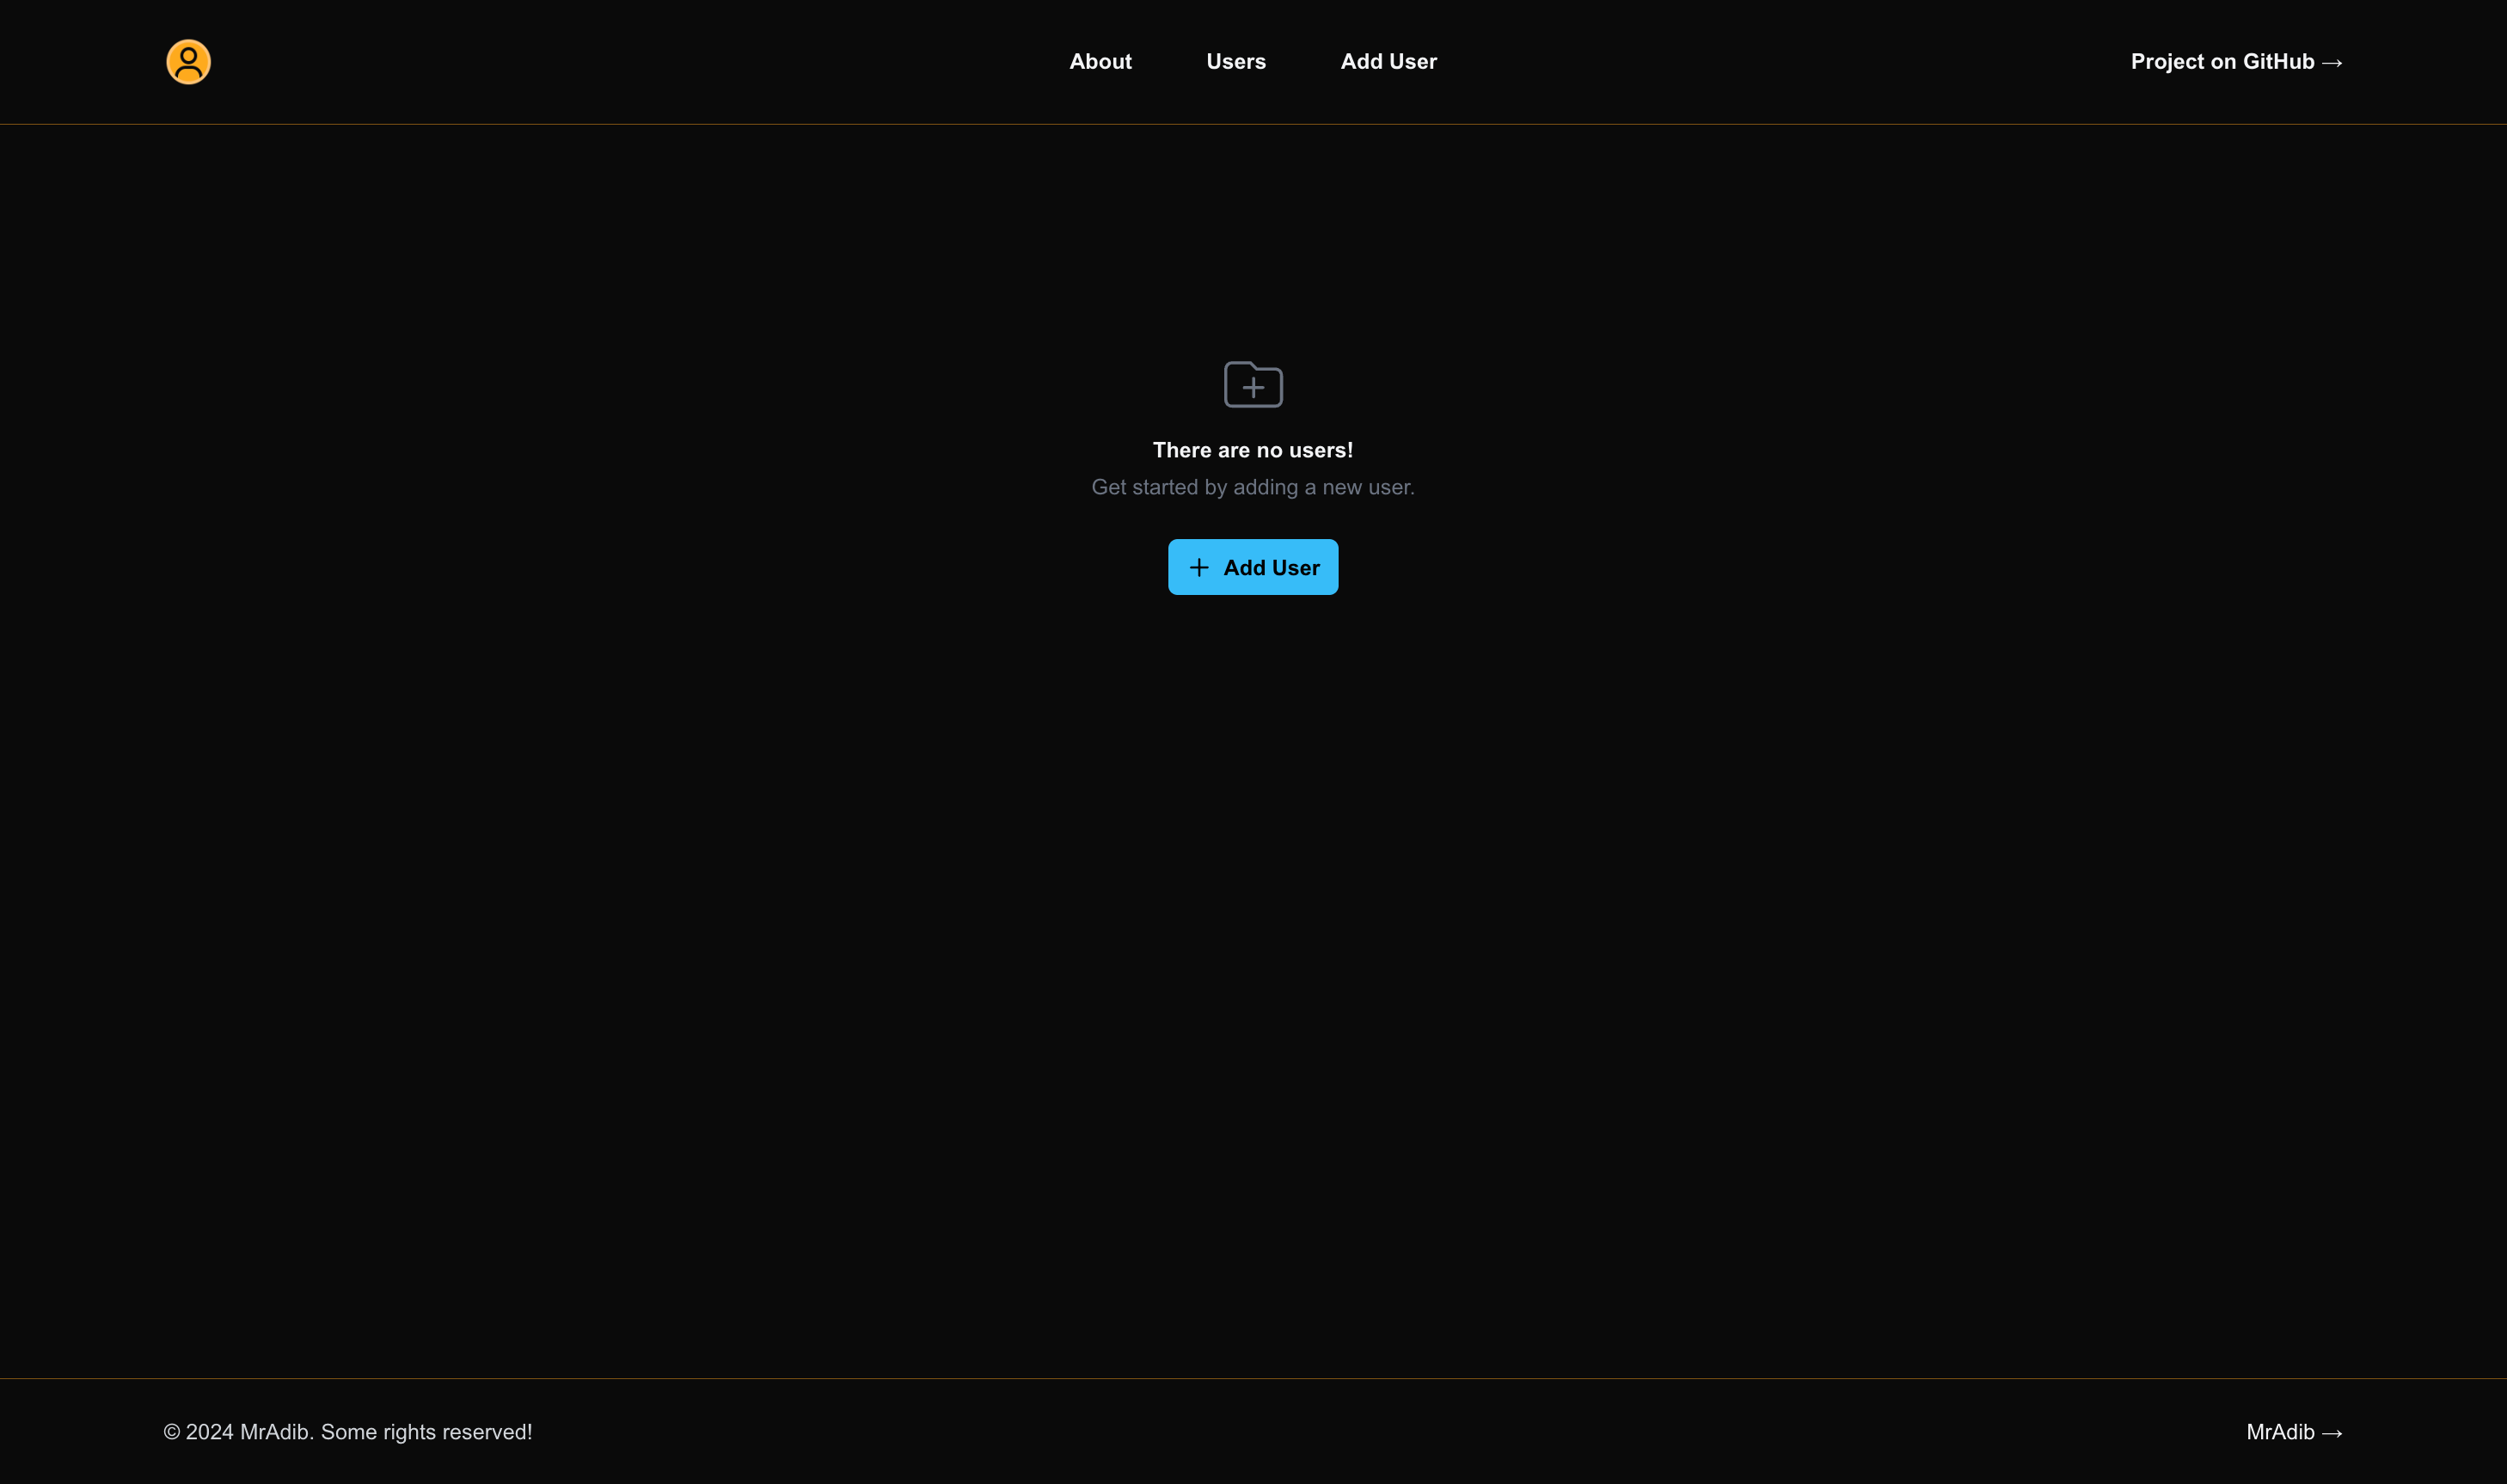 About
Users
Add User
Project on GitHub →
There are no users!
Get started by adding a new user.
Add User
© 2024 MrAdib. Some rights reserved!
MrAdib →